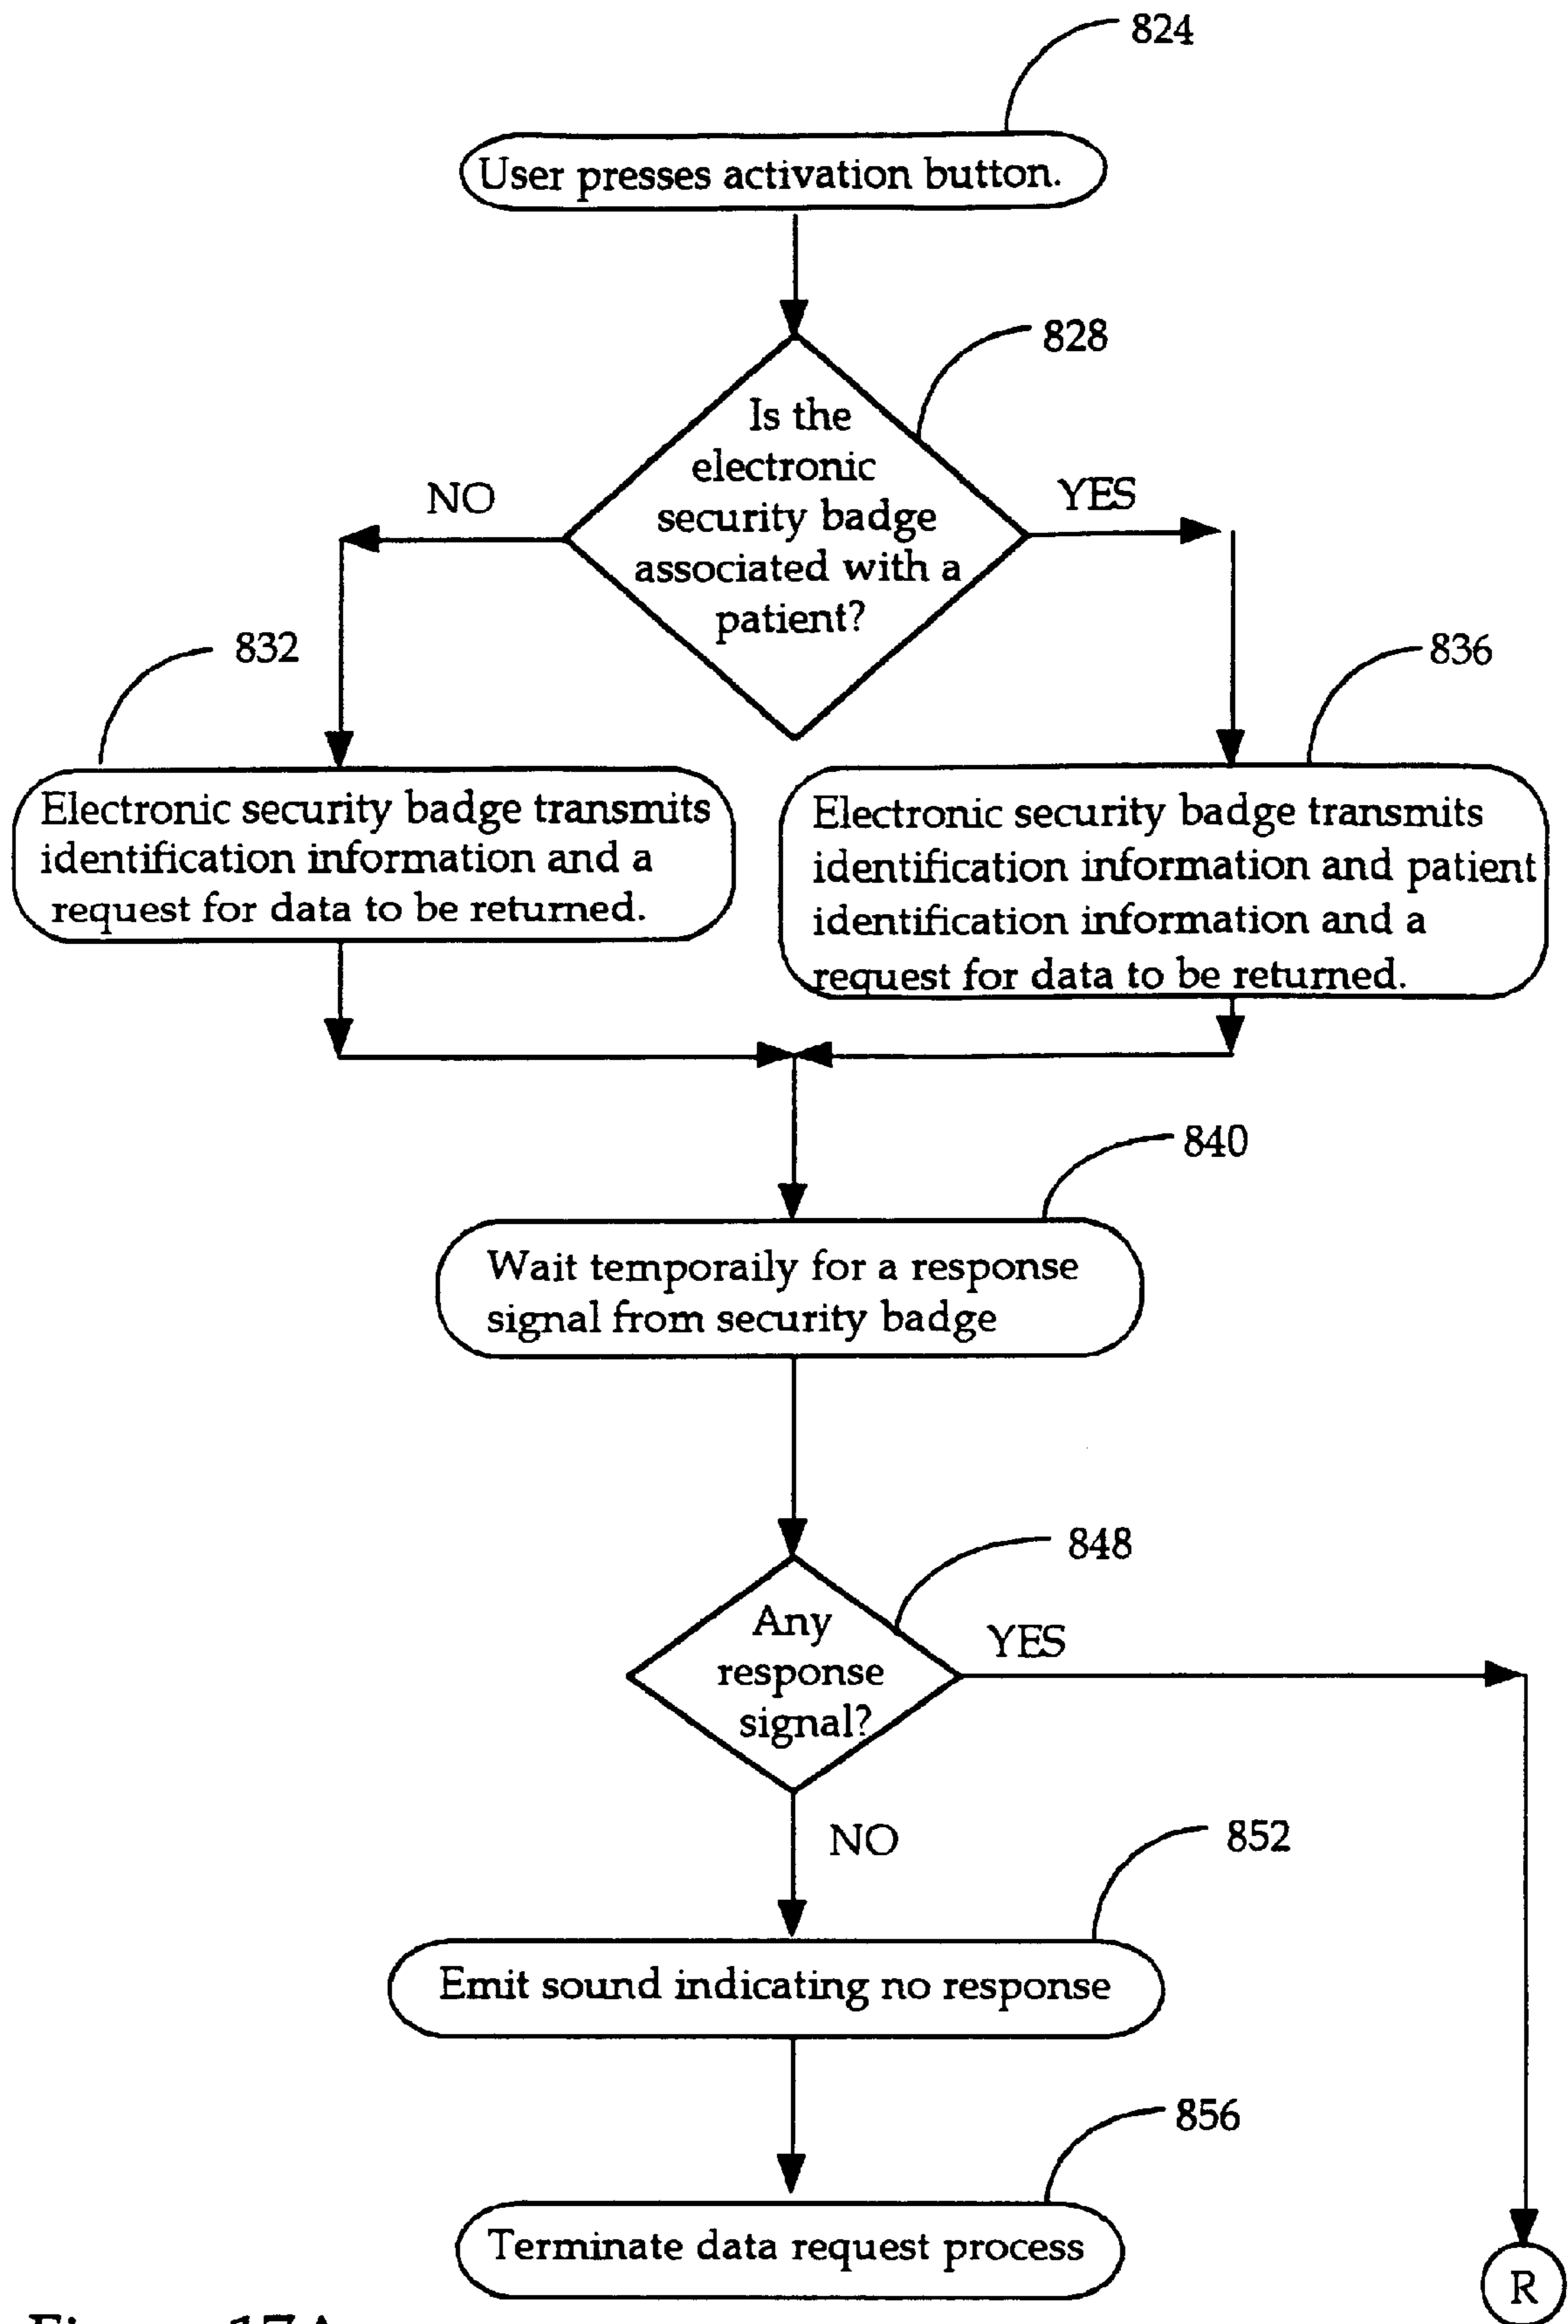 824
User presses activation button.
828
Is the
electronic
security badge
associated with a
patient?
NO
YES
832
836
Electronic security badge transmits
identification information and a
request for data to be returned.
Electronic security badge transmits
identification information and patient
identification information and a
request for data to be returned.
840
Wait temporaily for a response
signal from security badge
848
Any
response
signal?
YES
NO
852
Emit sound indicating no response
856
Terminate data request process
R